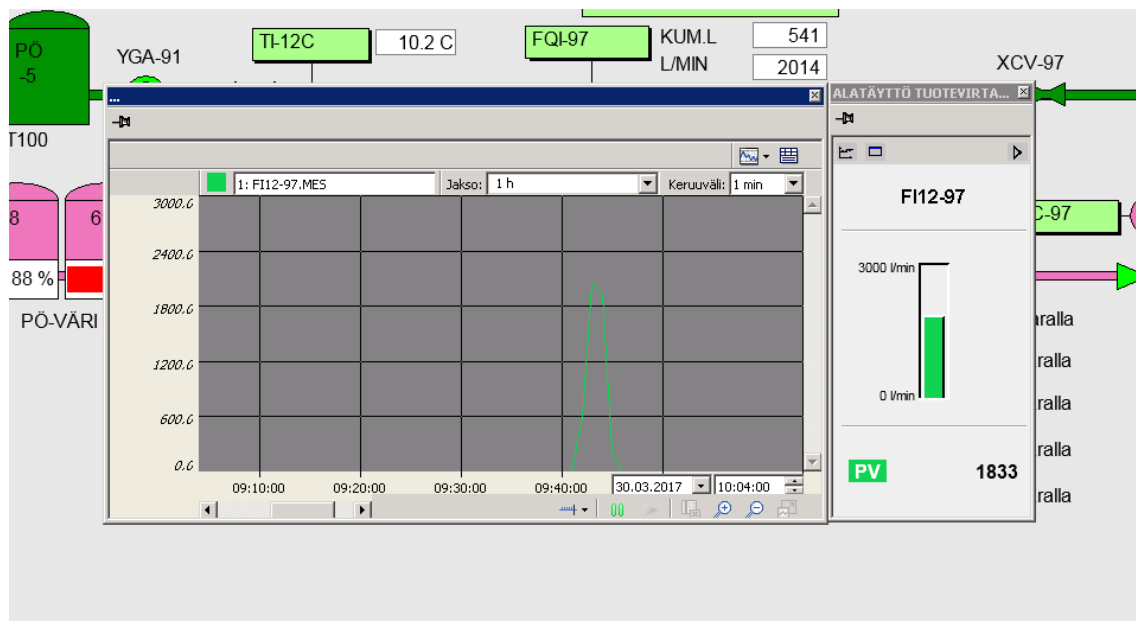 PÖ
-5
YGA-91
TI-12C
10.2 C
FQI-97
KUM.L
541
L/MIN
2014
XCV-97
...
ALATÄYTTÖ TUOTEVIRTA...
T100
1: FI12-97.MES
Jakso:
1 h
Keruuväli:
1 min
FI12-97
3000.0
2400.0
1800.0
1200.0
600.0
0.0
8
6
C-97
88 %
PÖ-VÄRI
3000 l/min
0 l/min
aralla
ralla
ralla
ralla
ralla
PV
1833
09:10:00
09:20:00
09:30:00
09:40:00
30.03.2017
10:04:00